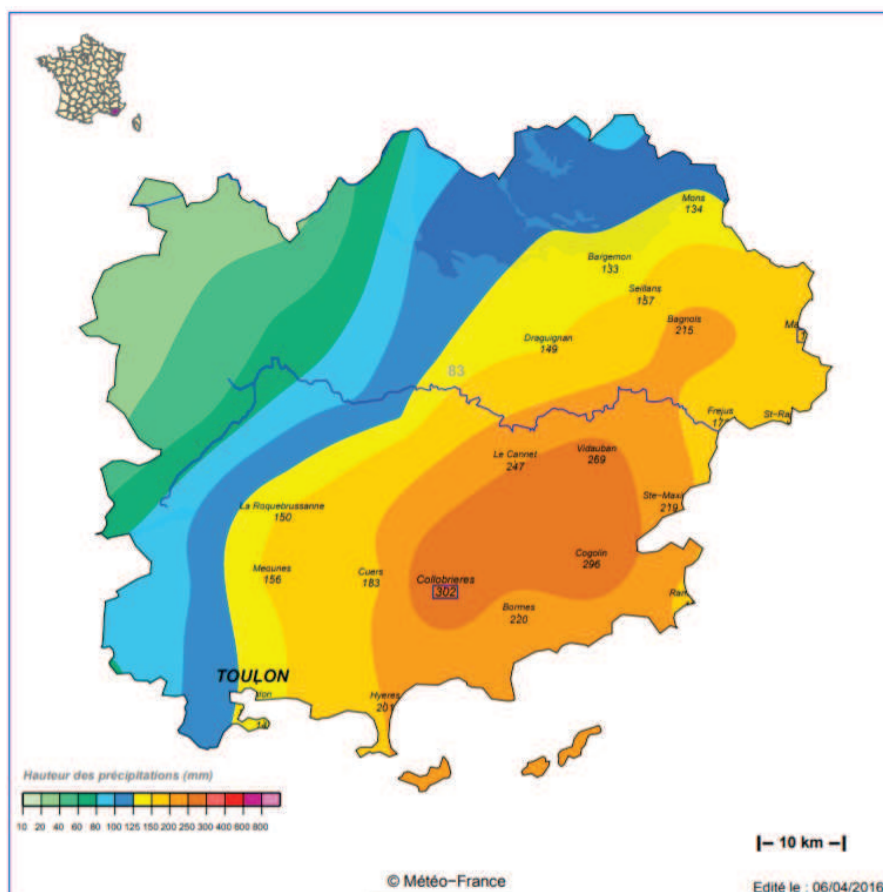 Mons
134
Bargemon
133
Seillans
157
Bagnols
215
Draguignan
149
83
Frejus
Le Cannet
247
Vidauban
269
219
La Roquebrussanne
150
Meounes
156
Cuers
183
Collobrieres
302
Cogolin
296
Bormes
220
TOULON
Hyeres
201
Hauteur des précipitations (mm)
10 20 40 60 80 100 125 150 200 250 300 400 600 800
|– 10 km –|
© Météo–France
Edité le : 06/04/2016